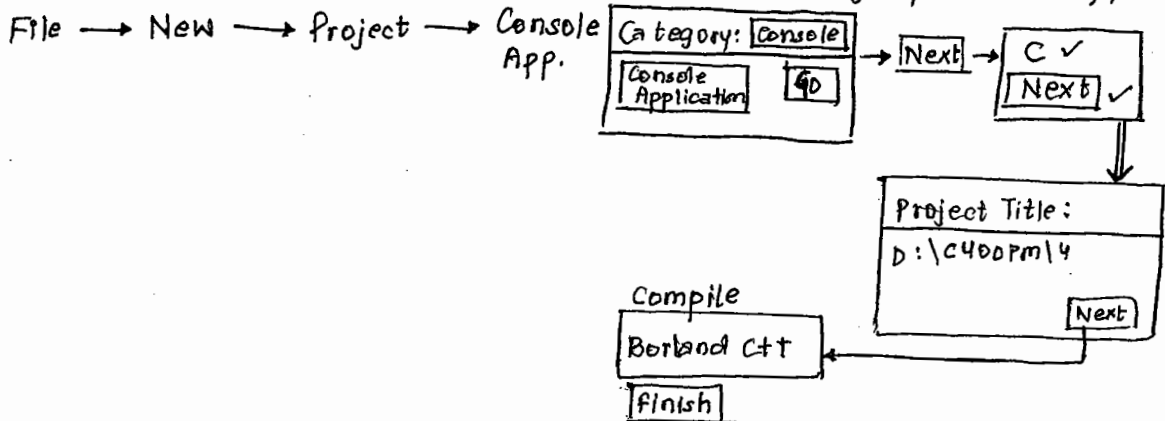 File → New → Project → Console App.
Category: Console
Console Application
GO
Next
C ✓
Next ✓
Project Title:
D:\C400PM\4
Next
Compile
Borland C++
Finish